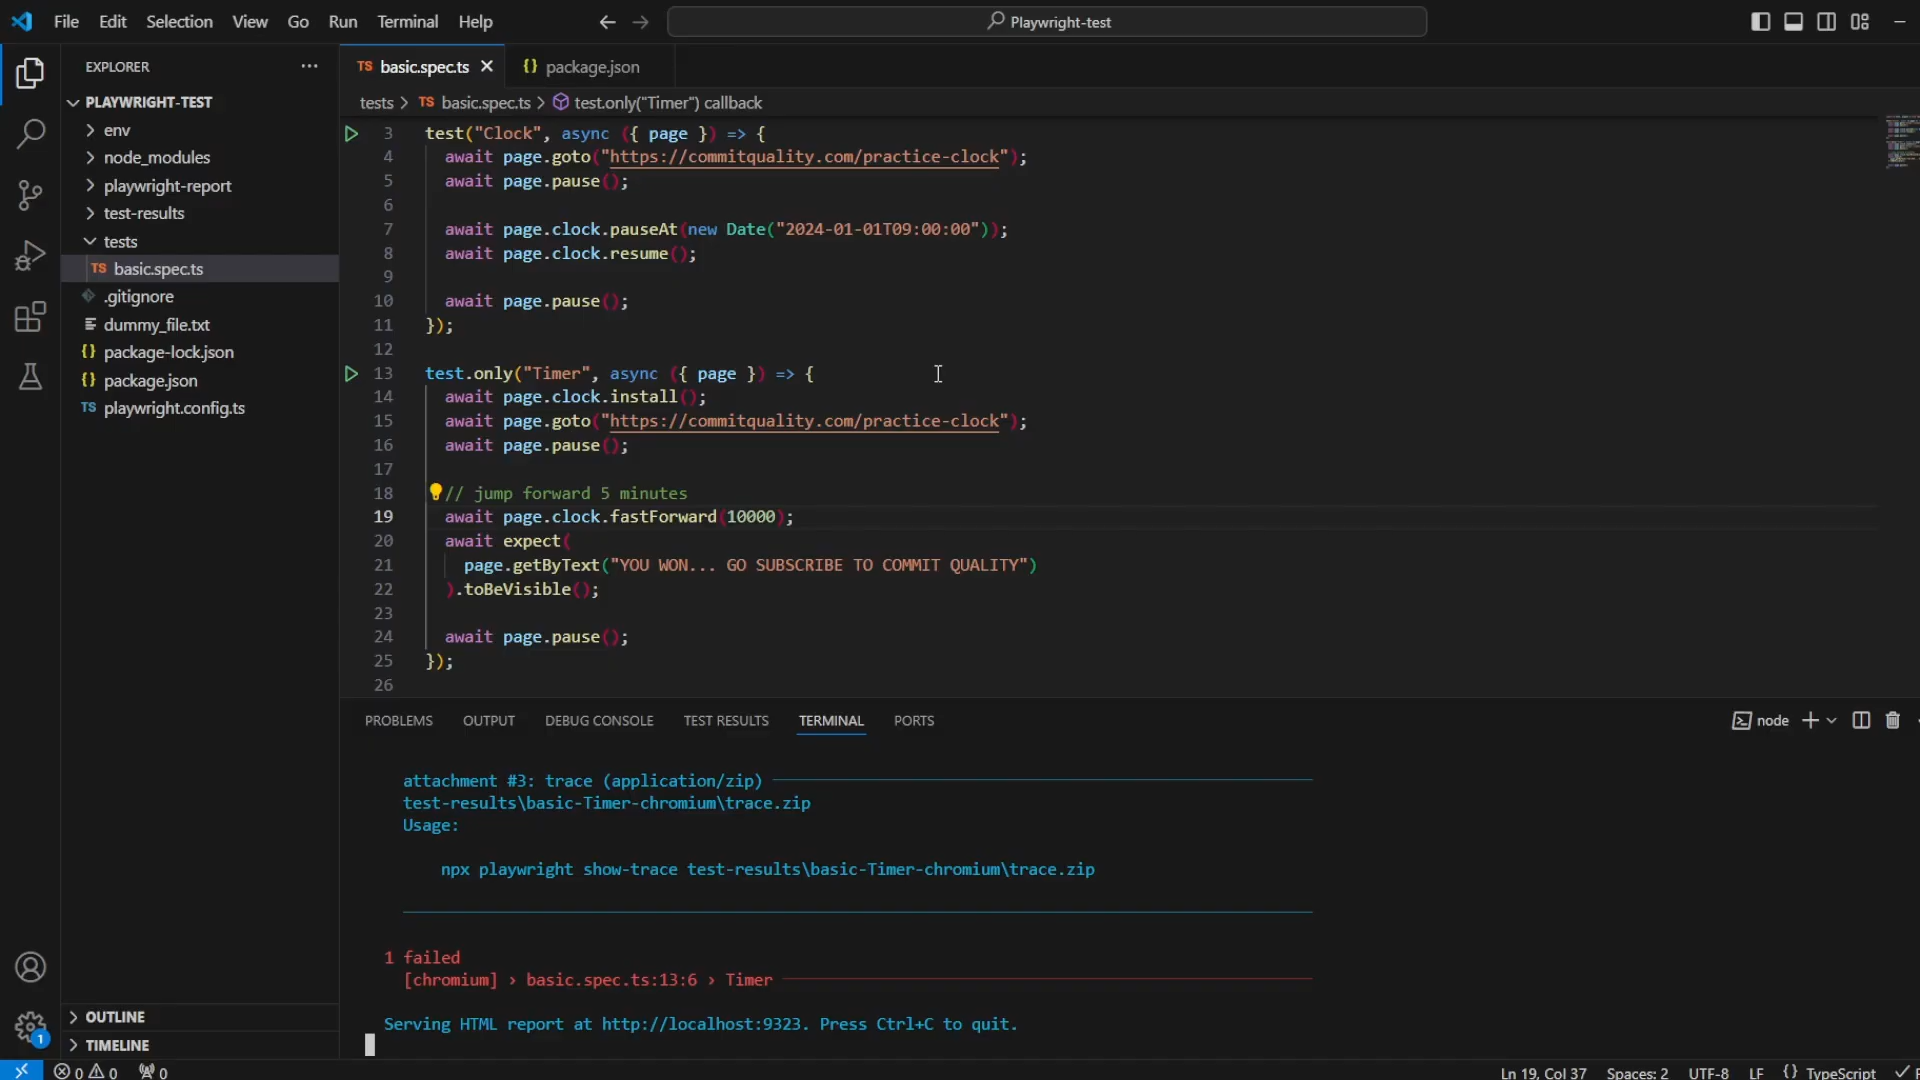 File Edit Selection View Go Run Terminal Help
Playwright-test
EXPLORER
PLAYWRIGHT-TEST
env
node_modules
playwright-report
test-results
tests
TS basic.spec.ts
.gitignore
dummy_file.txt
{} package-lock.json
{} package.json
TS playwright.config.ts
OUTLINE
TIMELINE
TS basic.spec.ts
{} package.json
tests > TS basic.spec.ts > test.only("Timer") callback
3 test("Clock", async ({ page }) => {
4 await page.goto("https://commitquality.com/practice-clock");
5 await page.pause();
6
7 await page.clock.pauseAt(new Date("2024-01-01T09:00:00"));
8 await page.clock.resume();
9
10 await page.pause();
11 });
12
13 test.only("Timer", async ({ page }) => {
14 await page.clock.install();
15 await page.goto("https://commitquality.com/practice-clock");
16 await page.pause();
17
18 // jump forward 5 minutes
19 await page.clock.fastForward(10000);
20 await expect(
21 page.getByText("YOU WON... GO SUBSCRIBE TO COMMIT QUALITY")
22 ).toBeVisible();
23
24 await page.pause();
25 });
26
PROBLEMS OUTPUT DEBUG CONSOLE TEST RESULTS TERMINAL PORTS
node
attachment #3: trace (application/zip)
test-results\basic-Timer-chromium\trace.zip
Usage:
npx playwright show-trace test-results\basic-Timer-chromium\trace.zip
1 failed
[chromium] › basic.spec.ts:13:6 › Timer
Serving HTML report at http://localhost:9323. Press Ctrl+C to quit.
1
0 0 0
Ln 19, Col 37 Spaces: 2 UTF-8 LF {} TypeScript